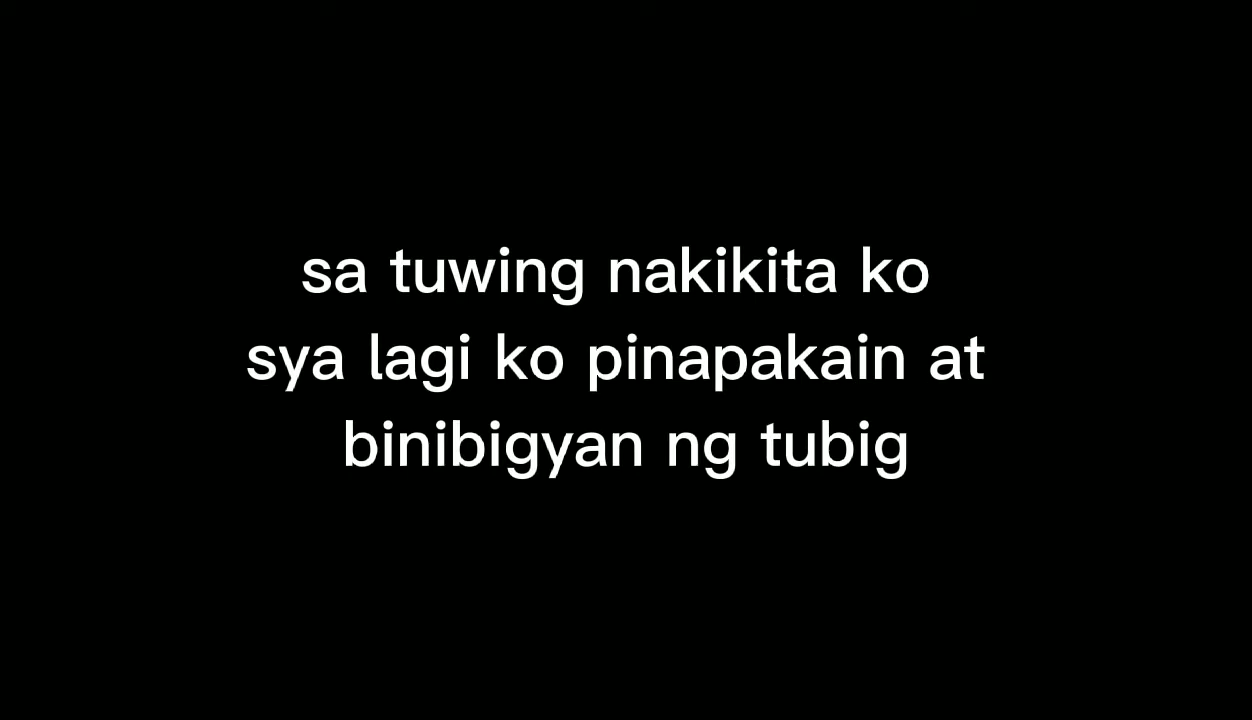 sa tuwing nakikita ko
sya lagi ko pinapakain at
binibigyan ng tubig